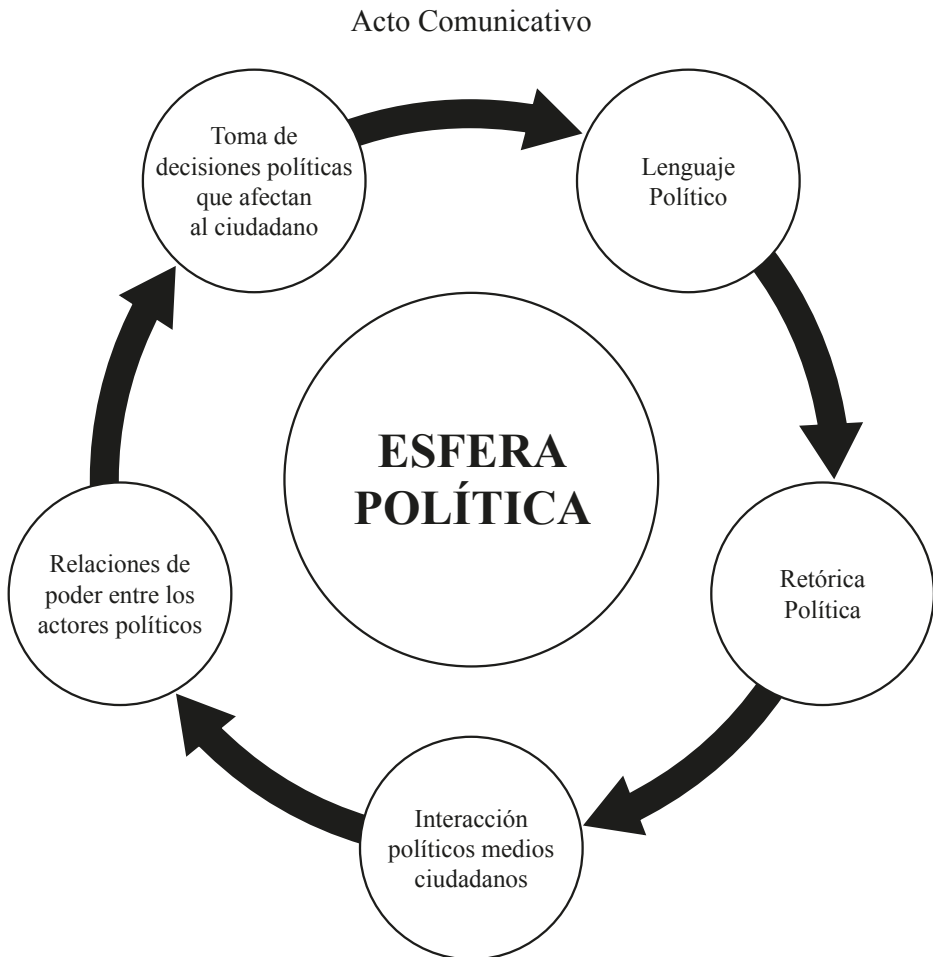 Acto Comunicativo
Toma de
decisiones políticas
que afectan
al ciudadano
Lenguaje
Político
ESFERA
POLÍTICA
Relaciones de
poder entre los
actores políticos
Retórica
Política
Interacción
políticos medios
ciudadanos